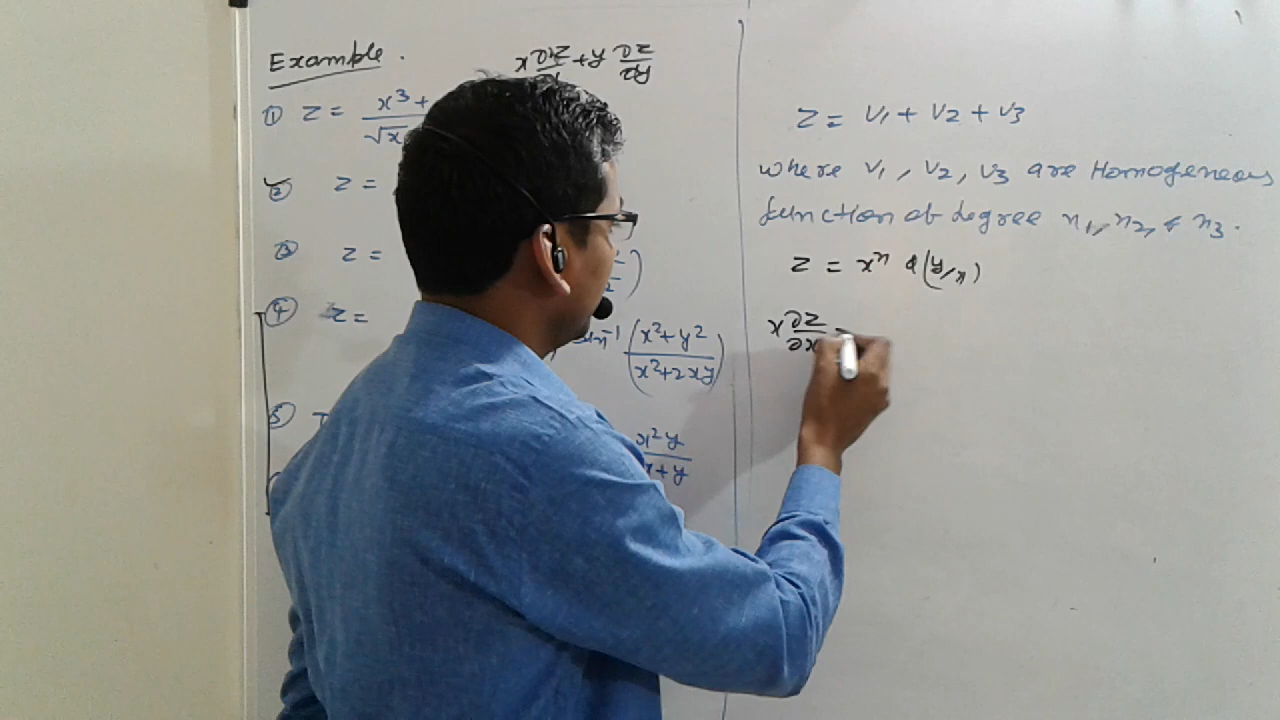 Example.
x ∂z/∂ + y ∂z/∂y
① z = x³ + / √x
② z =
③ z =
④ z = sin⁻¹ (x²+y² / x²+2xy)
⑤ x²y / x+y
z = v₁ + v₂ + v₃
where v₁, v₂, v₃ are Homogeneous
function of degree n₁, n₂, & n₃.
z = xⁿ ϕ(y/x)
x ∂z/∂x